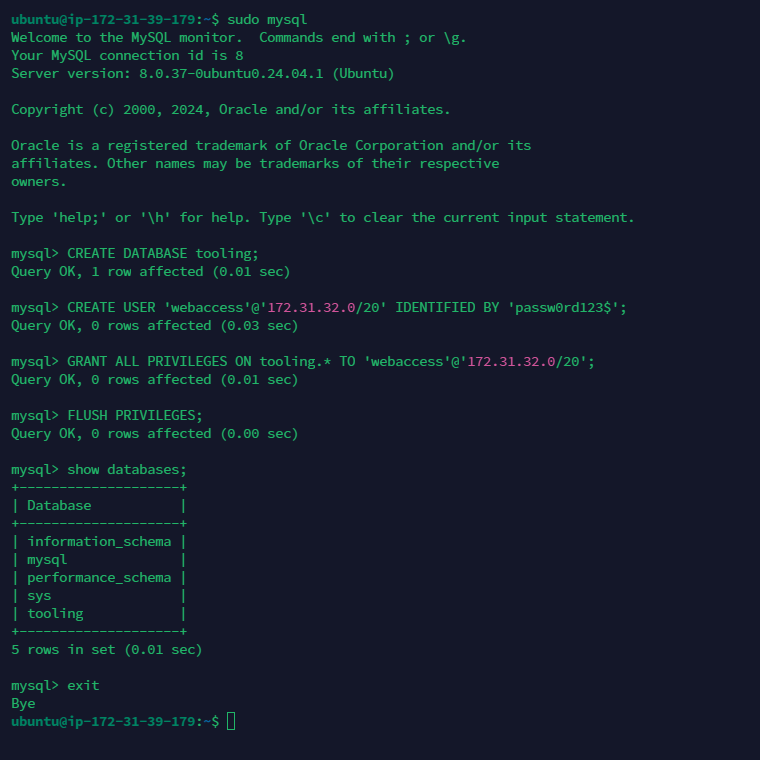 ubuntu@ip-172-31-39-179:~$ sudo mysql
Welcome to the MySQL monitor.  Commands end with ; or \g.
Your MySQL connection id is 8
Server version: 8.0.37-0ubuntu0.24.04.1 (Ubuntu)

Copyright (c) 2000, 2024, Oracle and/or its affiliates.

Oracle is a registered trademark of Oracle Corporation and/or its
affiliates. Other names may be trademarks of their respective
owners.

Type 'help;' or '\h' for help. Type '\c' to clear the current input statement.

mysql> CREATE DATABASE tooling;
Query OK, 1 row affected (0.01 sec)

mysql> CREATE USER 'webaccess'@'172.31.32.0/20' IDENTIFIED BY 'passw0rd123$';
Query OK, 0 rows affected (0.03 sec)

mysql> GRANT ALL PRIVILEGES ON tooling.* TO 'webaccess'@'172.31.32.0/20';
Query OK, 0 rows affected (0.01 sec)

mysql> FLUSH PRIVILEGES;
Query OK, 0 rows affected (0.00 sec)

mysql> show databases;
+--------------------+
| Database           |
+--------------------+
| information_schema |
| mysql              |
| performance_schema |
| sys                |
| tooling            |
+--------------------+
5 rows in set (0.01 sec)

mysql> exit
Bye
ubuntu@ip-172-31-39-179:~$